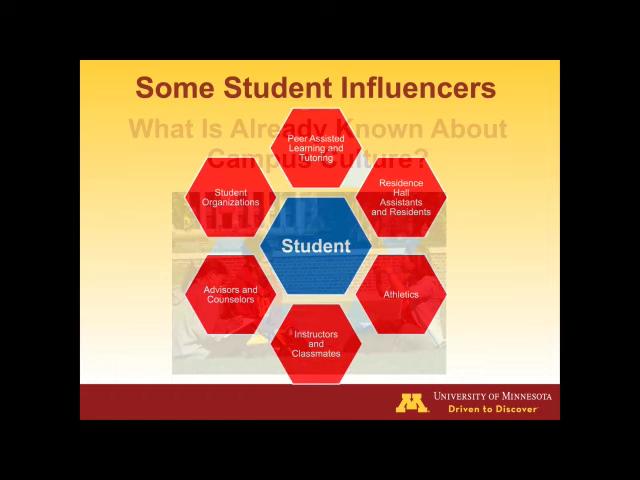 Some Student Influencers
What Is Already Known About
Campus Culture?
Peer Assisted
Learning and
Tutoring
Student
Organizations
Residence
Hall
Assistants
and Residents
Student
Advisors and
Counselors
Athletics
Instructors
and
Classmates
UNIVERSITY OF MINNESOTA
Driven to Discover